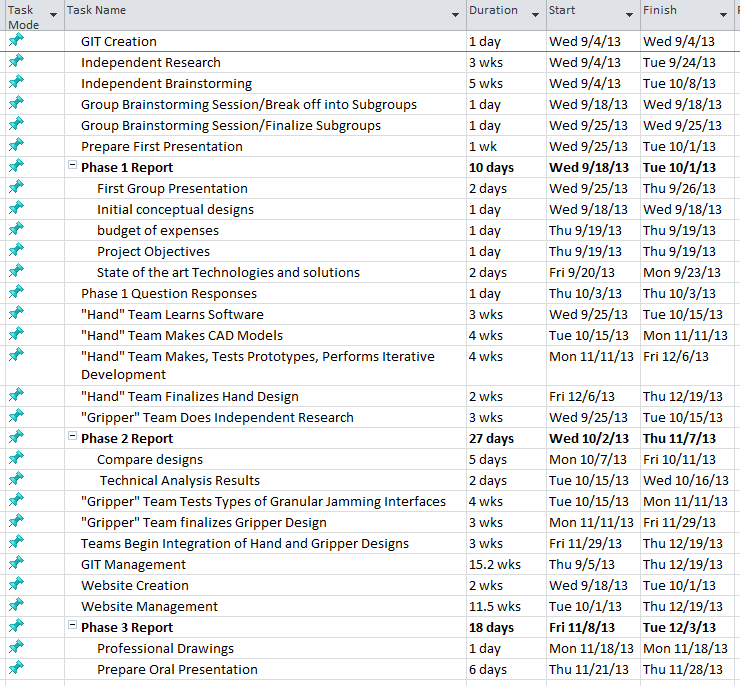 Task Mode Task Name Duration Start Finish
GIT Creation 1 day Wed 9/4/13 Wed 9/4/13
Independent Research 3 wks Wed 9/4/13 Tue 9/24/13
Independent Brainstorming 5 wks Wed 9/4/13 Tue 10/8/13
Group Brainstorming Session/Break off into Subgroups 1 day Wed 9/18/13 Wed 9/18/13
Group Brainstorming Session/Finalize Subgroups 1 day Wed 9/25/13 Wed 9/25/13
Prepare First Presentation 1 wk Wed 9/25/13 Tue 10/1/13
Phase 1 Report 10 days Wed 9/18/13 Tue 10/1/13
First Group Presentation 2 days Wed 9/25/13 Thu 9/26/13
Initial conceptual designs 1 day Wed 9/18/13 Wed 9/18/13
budget of expenses 1 day Thu 9/19/13 Thu 9/19/13
Project Objectives 1 day Thu 9/19/13 Thu 9/19/13
State of the art Technologies and solutions 2 days Fri 9/20/13 Mon 9/23/13
Phase 1 Question Responses 1 day Thu 10/3/13 Thu 10/3/13
"Hand" Team Learns Software 3 wks Wed 9/25/13 Tue 10/15/13
"Hand" Team Makes CAD Models 4 wks Tue 10/15/13 Mon 11/11/13
"Hand" Team Makes, Tests Prototypes, Performs Iterative 4 wks Mon 11/11/13 Fri 12/6/13
Development
"Hand" Team Finalizes Hand Design 2 wks Fri 12/6/13 Thu 12/19/13
"Gripper" Team Does Independent Research 3 wks Wed 9/25/13 Tue 10/15/13
Phase 2 Report 27 days Wed 10/2/13 Thu 11/7/13
Compare designs 5 days Mon 10/7/13 Fri 10/11/13
Technical Analysis Results 2 days Tue 10/15/13 Wed 10/16/13
"Gripper" Team Tests Types of Granular Jamming Interfaces 4 wks Tue 10/15/13 Mon 11/11/13
"Gripper" Team finalizes Gripper Design 3 wks Mon 11/11/13 Fri 11/29/13
Teams Begin Integration of Hand and Gripper Designs 3 wks Fri 11/29/13 Thu 12/19/13
GIT Management 15.2 wks Thu 9/5/13 Thu 12/19/13
Website Creation 2 wks Wed 9/18/13 Tue 10/1/13
Website Management 11.5 wks Tue 10/1/13 Thu 12/19/13
Phase 3 Report 18 days Fri 11/8/13 Tue 12/3/13
Professional Drawings 1 day Mon 11/18/13 Mon 11/18/13
Prepare Oral Presentation 6 days Thu 11/21/13 Thu 11/28/13